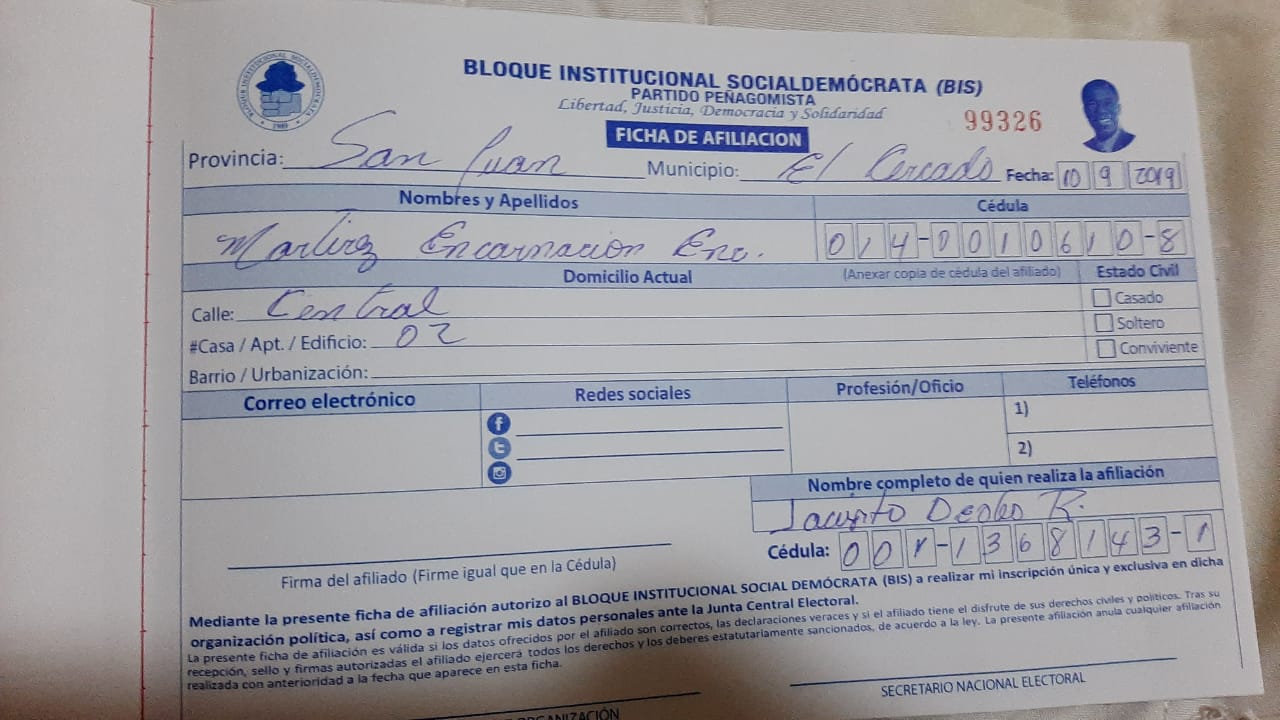 BLOQUE INSTITUCIONAL SOCIALDEMÓCRATA (BIS)
PARTIDO PEÑAGOMISTA
Libertad, Justicia, Democracia y Solidaridad
99326
FICHA DE AFILIACION
Provincia: San Juan Municipio: El Cercado Fecha: 10 9 2019
Nombres y Apellidos Cédula
Encarnacion Enc. 014-0010610-8
Domicilio Actual (Anexar copia de cédula del afiliado) Estado Civil
Calle: Central Casado
#Casa / Apt. / Edificio: 02 Soltero
Barrio / Urbanización: Conviviente
Correo electrónico Redes sociales Profesión/Oficio Teléfonos
1)
2)
Nombre completo de quien realiza la afiliación
R.
Cédula: 001-1368143-1
Firma del afiliado (Firme igual que en la Cédula)
Mediante la presente ficha de afiliación autorizo al BLOQUE INSTITUCIONAL SOCIAL DEMÓCRATA (BIS) a realizar mi inscripción única y exclusiva en dicha
organización política, así como a registrar mis datos personales ante la Junta Central Electoral.
La presente ficha de afiliación es válida si los datos ofrecidos por el afiliado son correctos, las declaraciones veraces y si el afiliado tiene el disfrute de sus derechos civiles y políticos. Tras su
recepción, sello y firmas autorizadas el afiliado ejercerá todos los derechos y los deberes estatutariamente sancionados, de acuerdo a la ley. La presente afiliación anula cualquier afiliación
realizada con anterioridad a la fecha que aparece en esta ficha.
SECRETARIO NACIONAL ELECTORAL